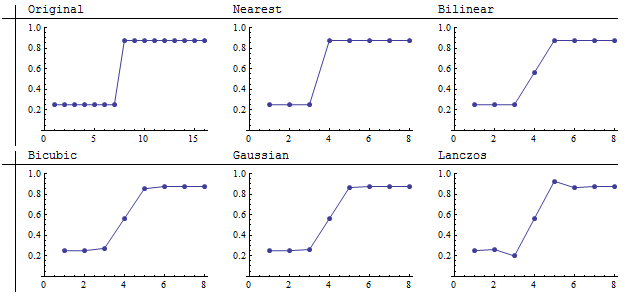 Original Nearest Bilinear
1.0 1.0 1.0
0.8 0.8 0.8
0.6 0.6 0.6
0.4 0.4 0.4
0.2 0.2 0.2
0 5 10 15 0 2 4 6 8 0 2 4 6 8
Bicubic Gaussian Lanczos
1.0 1.0 1.0
0.8 0.8 0.8
0.6 0.6 0.6
0.4 0.4 0.4
0.2 0.2 0.2
0 2 4 6 8 0 2 4 6 8 0 2 4 6 8